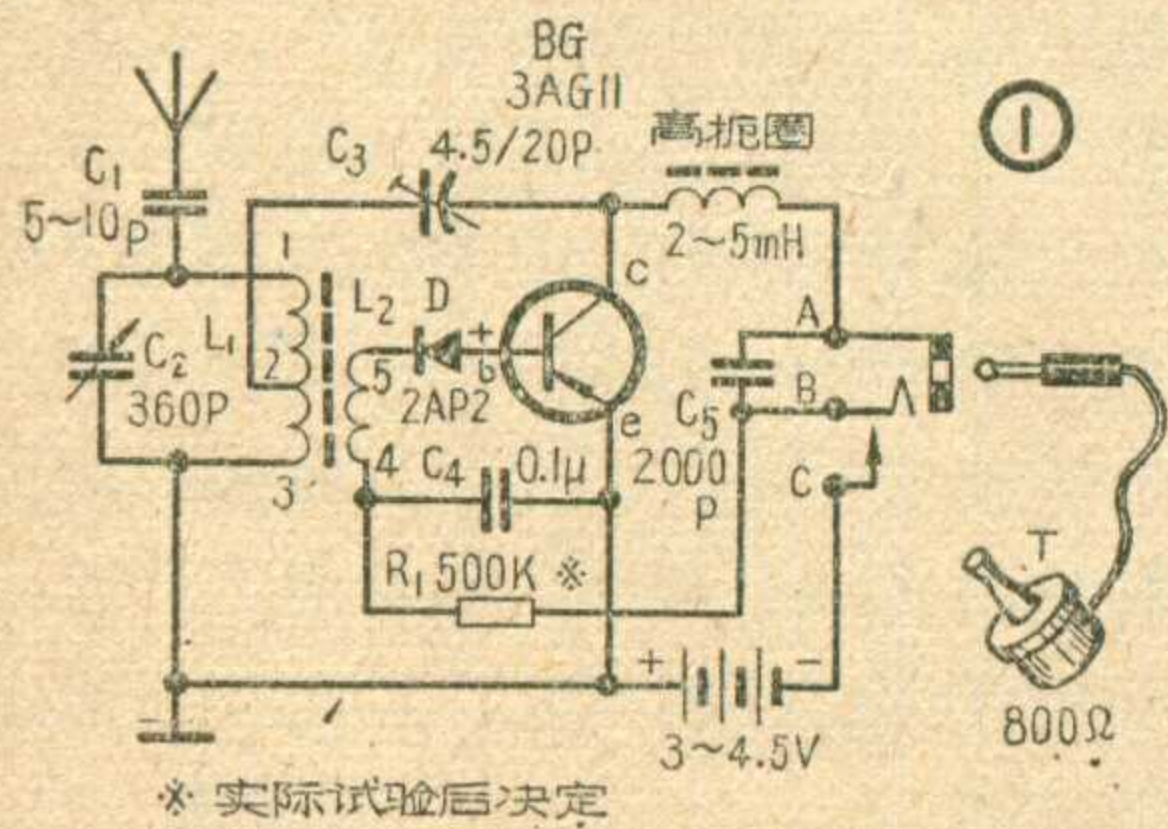 BG
3AG11
①
高扼圈
C₃ 4.5/20P
C₁
5~10p
2~5mH
1
c
L₂
D
A
L₁
C₂
2
5
+
b
B
360P
2AP2
C₅
e
4
C₄
0.1μ
2000
P
C
3
R₁ 500K ※
T
+
-
3~4.5V
800Ω
※ 实际试验后决定